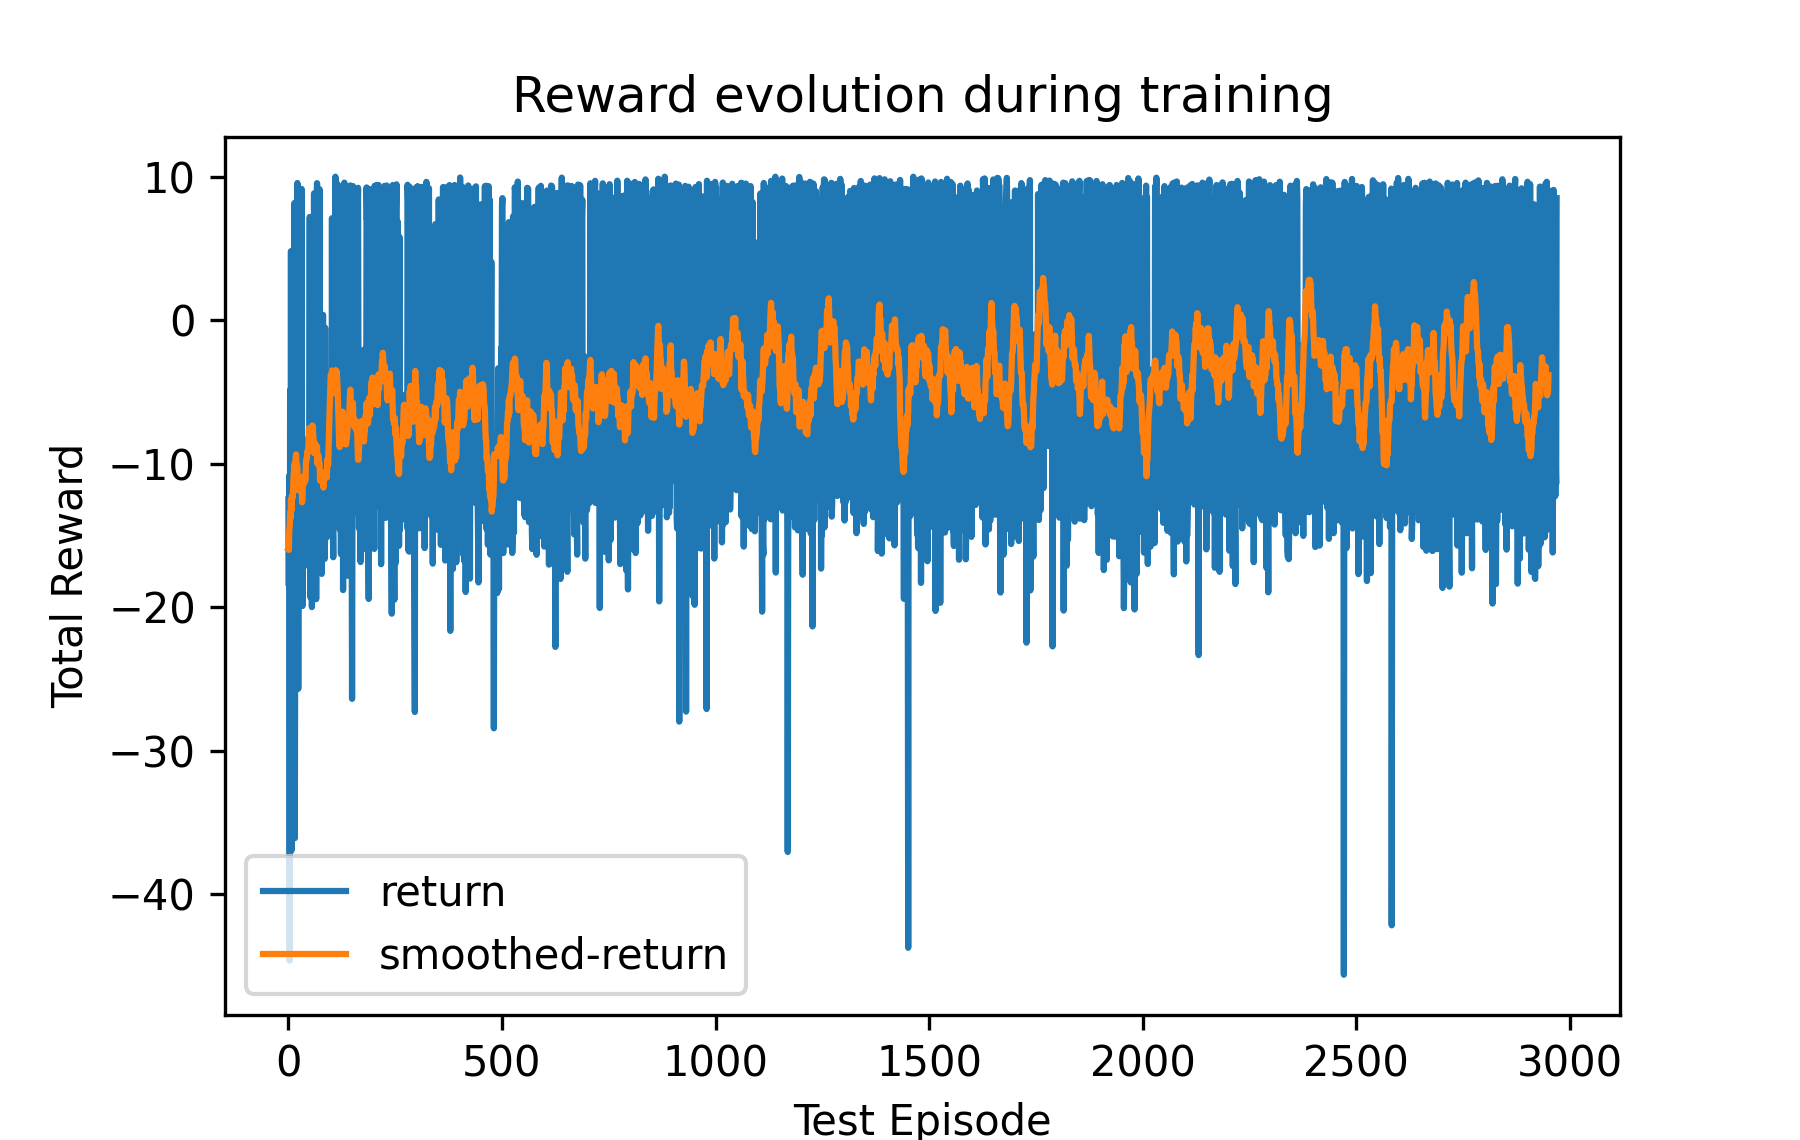 Reward evolution during training
Total Reward
10
0
−10
−20
−30
−40
return
smoothed-return
0 500 1000 1500 2000 2500 3000
Test Episode